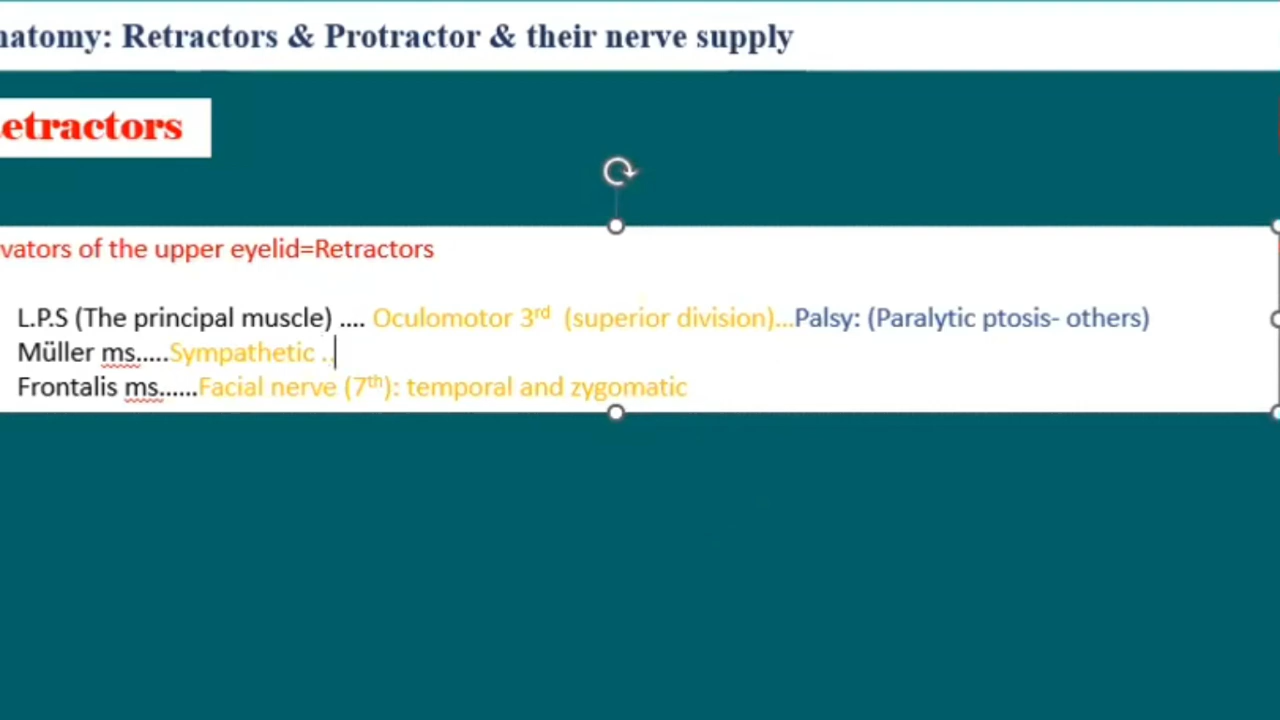 natomy: Retractors & Protractor & their nerve supply
etractors
vators of the upper eyelid=Retractors
L.P.S (The principal muscle) .... Oculomotor 3rd (superior division)...Palsy: (Paralytic ptosis- others)
Müller ms.....Sympathetic ..
Frontalis ms......Facial nerve (7th): temporal and zygomatic